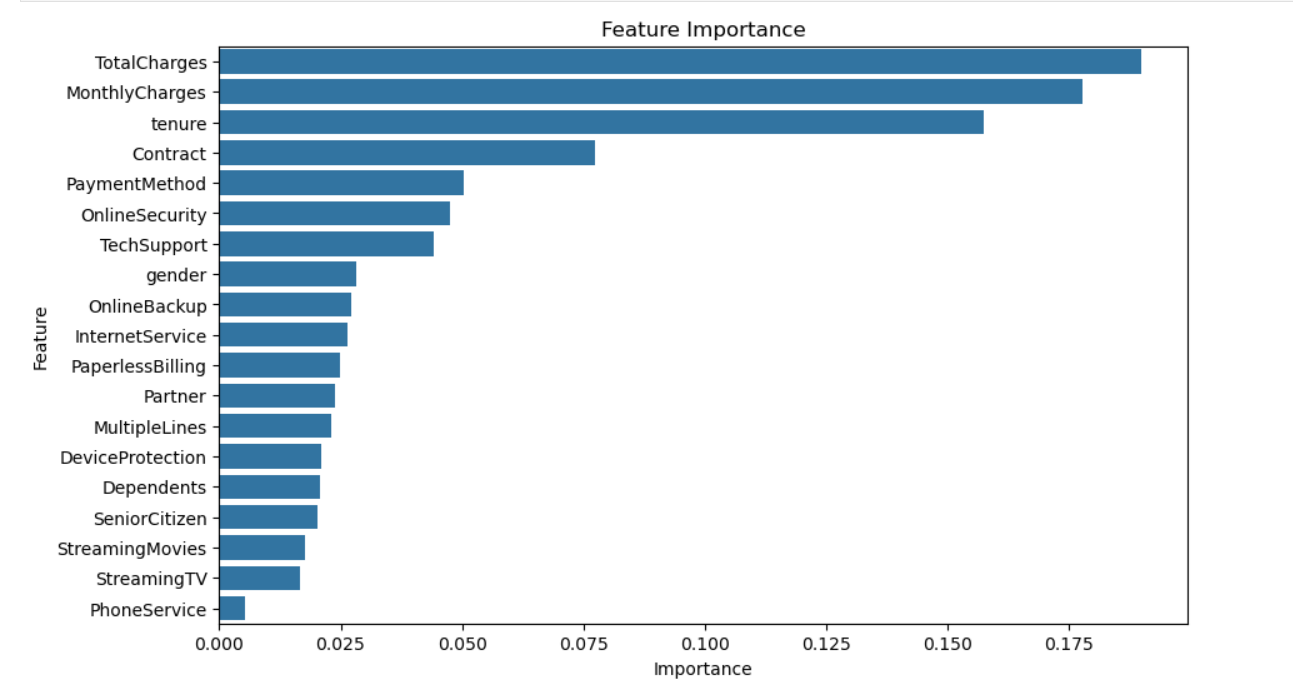 Feature Importance
TotalCharges
MonthlyCharges
tenure
Contract
PaymentMethod
OnlineSecurity
TechSupport
gender
OnlineBackup
InternetService
PaperlessBilling
Partner
MultipleLines
DeviceProtection
Dependents
SeniorCitizen
StreamingMovies
StreamingTV
PhoneService
Feature
0.000 0.025 0.050 0.075 0.100 0.125 0.150 0.175
Importance